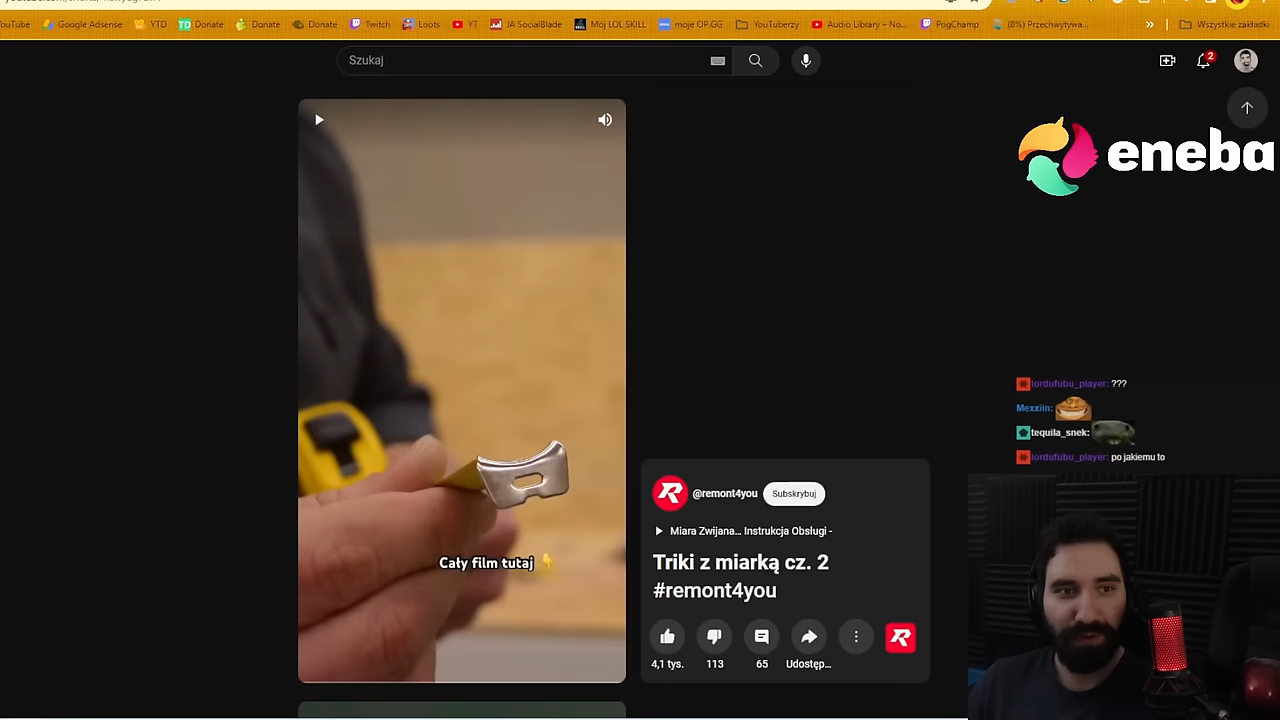 YouTube
Google Adsense
YTD
Donate
Donate
Donate
Twitch
Loots
YT
JA SocialBlade
Mój LOL SKILL
moje OP.GG
YouTuberzy
Audio Library – No...
PogChamp
(8%) Przechwytywa...
»
Wszystkie zakładki
Szukaj
2
eneba
lordufubu_player: ???
Mexxiin:
tequila_snek:
lordufubu_player: po jakiemu to
Cały film tutaj
R @remont4you Subskrybuj
Miara Zwijana... Instrukcja Obsługi -
Triki z miarką cz. 2
#remont4you
R
4,1 tys. 113 65 Udostęp...